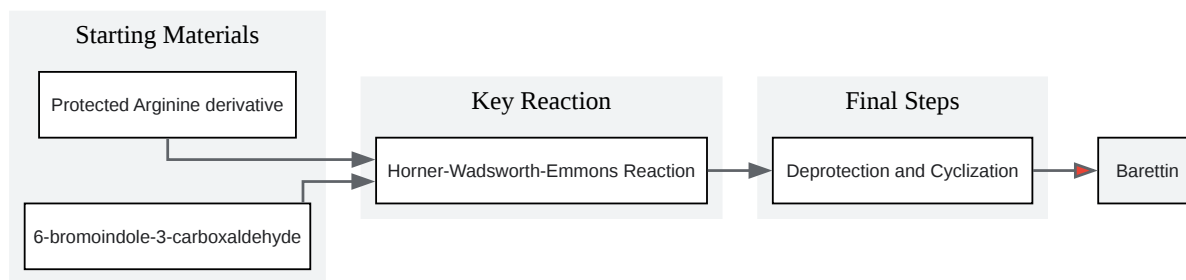 Starting Materials
Protected Arginine derivative
6-bromoindole-3-carboxaldehyde
Key Reaction
Horner-Wadsworth-Emmons Reaction
Final Steps
Deprotection and Cyclization
Barettin